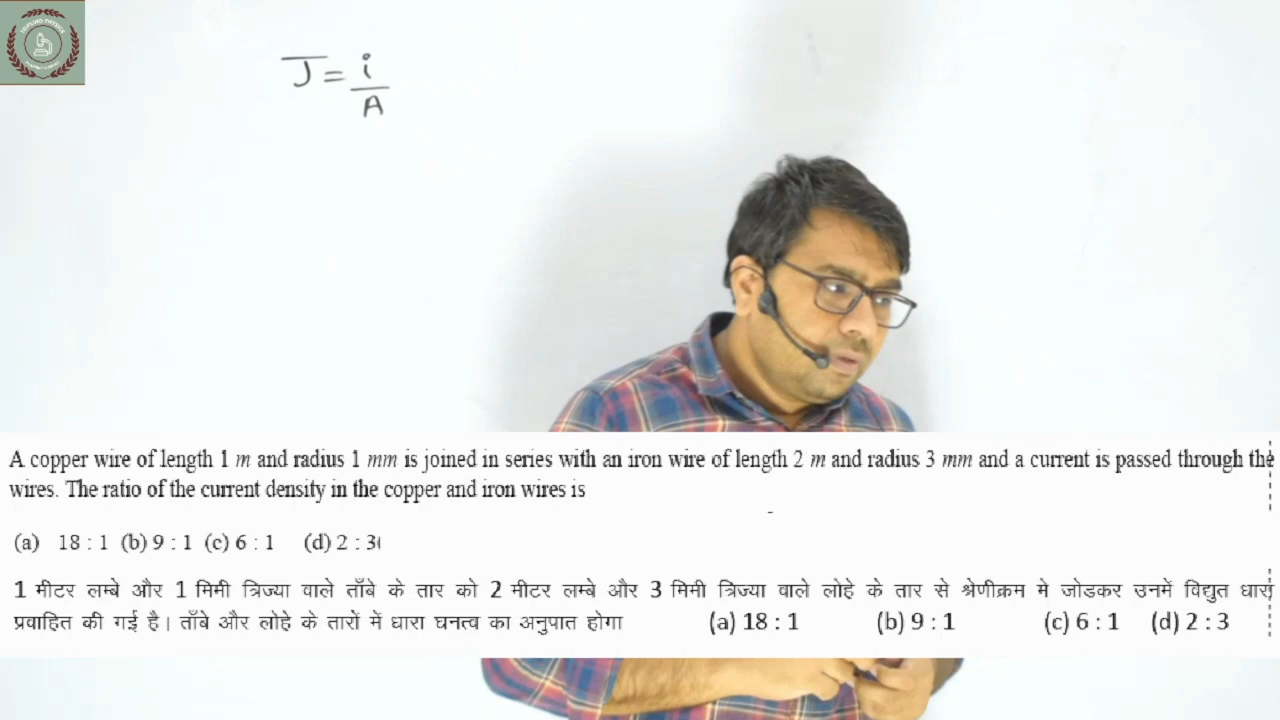 J = i
A
A copper wire of length 1 m and radius 1 mm is joined in series with an iron wire of length 2 m and radius 3 mm and a current is passed through the
wires. The ratio of the current density in the copper and iron wires is
(a) 18 : 1 (b) 9 : 1 (c) 6 : 1 (d) 2 : 3
1 मीटर लम्बे और 1 मिमी त्रिज्या वाले ताँबे के तार को 2 मीटर लम्बे और 3 मिमी त्रिज्या वाले लोहे के तार से श्रेणीक्रम मे जोडकर उनमें विद्युत धारा
प्रवाहित की गई है। ताँबे और लोहे के तारों में धारा घनत्व का अनुपात होगा (a) 18 : 1 (b) 9 : 1 (c) 6 : 1 (d) 2 : 3